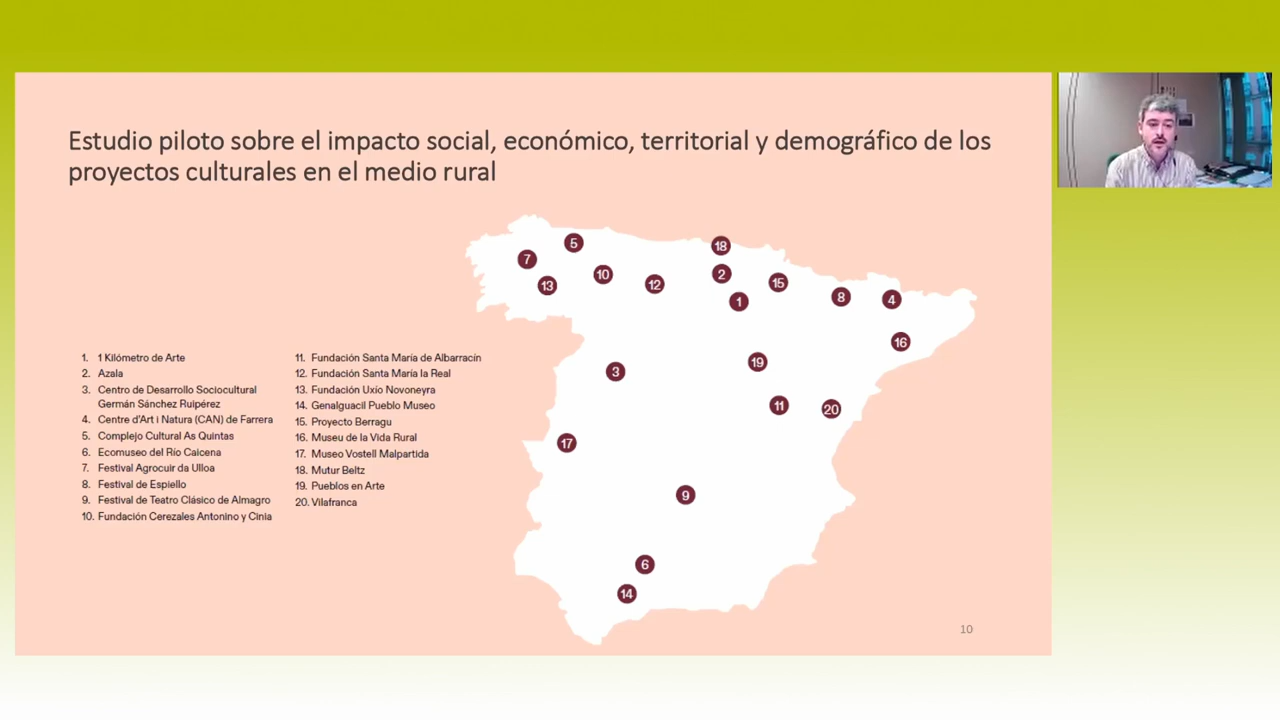 Estudio piloto sobre el impacto social, económico, territorial y demográfico de los
proyectos culturales en el medio rural
1. 1 Kilómetro de Arte
2. Azala
3. Centro de Desarrollo Sociocultural
Germán Sánchez Ruipérez
4. Centre d'Art i Natura (CAN) de Farrera
5. Complejo Cultural As Quintas
6. Ecomuseo del Río Caicena
7. Festival Agrocuir da Ulloa
8. Festival de Espiello
9. Festival de Teatro Clásico de Almagro
10. Fundación Cerezales Antonino y Cinia
11. Fundación Santa María de Albarracín
12. Fundación Santa María la Real
13. Fundación Uxío Novoneyra
14. Genalguacil Pueblo Museo
15. Proyecto Berragu
16. Museu de la Vida Rural
17. Museo Vostell Malpartida
18. Mutur Beltz
19. Pueblos en Arte
20. Vilafranca
5
18
7
10
2
13
12
15
8
4
1
16
19
3
11
20
17
9
6
14
10